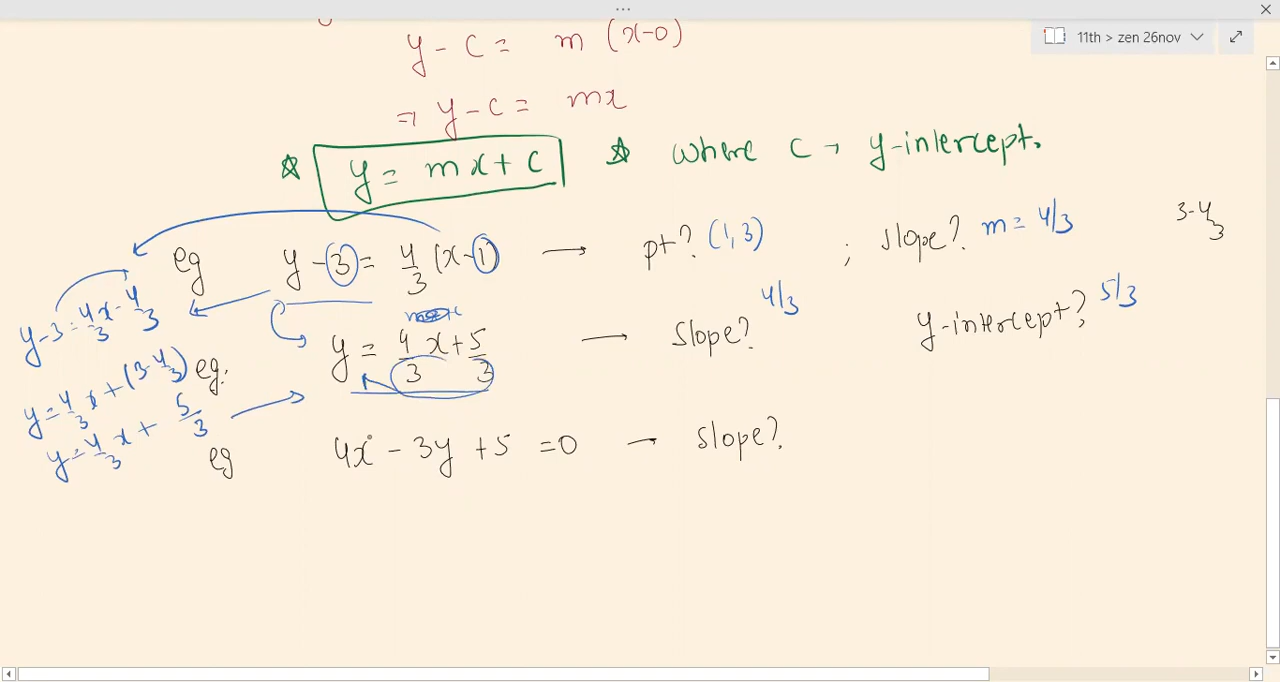 11th > zen 26nov
y - c = m (x-0)
⇒ y - c = mx
☆ y = mx + c ☆ where c → y-intercept.
eg y - 3 = 4/3 (x - 1) → pt? (1,3) ; slope? m = 4/3
3 - 4/3
y - 3 = 4/3 x - 4/3
y = 4/3 x + (3 - 4/3)
y = 4/3 x + 5/3
eg. y = 4/3 x + 5/3 → slope? 4/3 y-intercept? 5/3
eg 4x - 3y + 5 = 0 → slope?